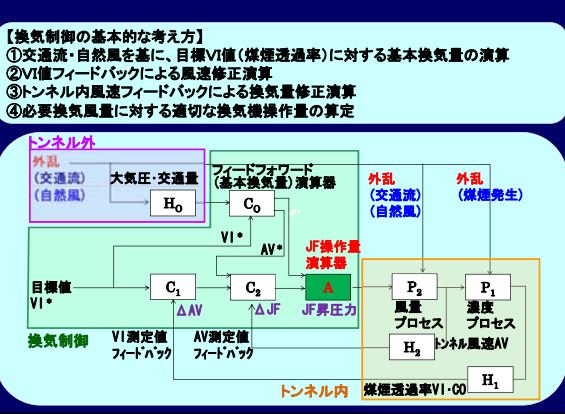 【換気制御の基本的な考え方】
①交通流・自然風を基に、目標VI値(煤煙透過率)に対する基本換気量の演算
②VI値フィードバックによる風速修正演算
③トンネル内風速フィードバックによる換気量修正演算
④必要換気風量に対する適切な換気機操作量の算定
トンネル外
外乱
(交通流)
(自然風)
大気圧・交通量
H0
フィードフォワード
(基本換気量)演算器
C0
外乱
(交通流)
(自然風)
外乱
(煤煙発生)
VI*
AV*
JF操作量
演算器
目標値
VI*
C1
ΔAV
C2
ΔJF
A
JF昇圧力
P2
風量
プロセス
P1
濃度
プロセス
換気制御
VI測定値
フィードバック
AV測定値
フィードバック
H2
トンネル風速AV
H1
トンネル内
煤煙透過率VI・CO